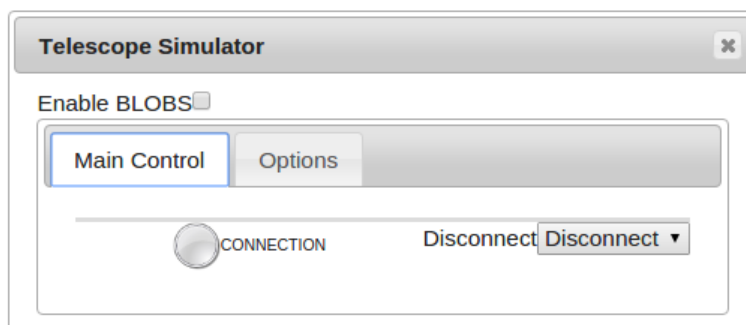 Telescope Simulator
Enable BLOBS
Main Control Options
CONNECTION Disconnect Disconnect